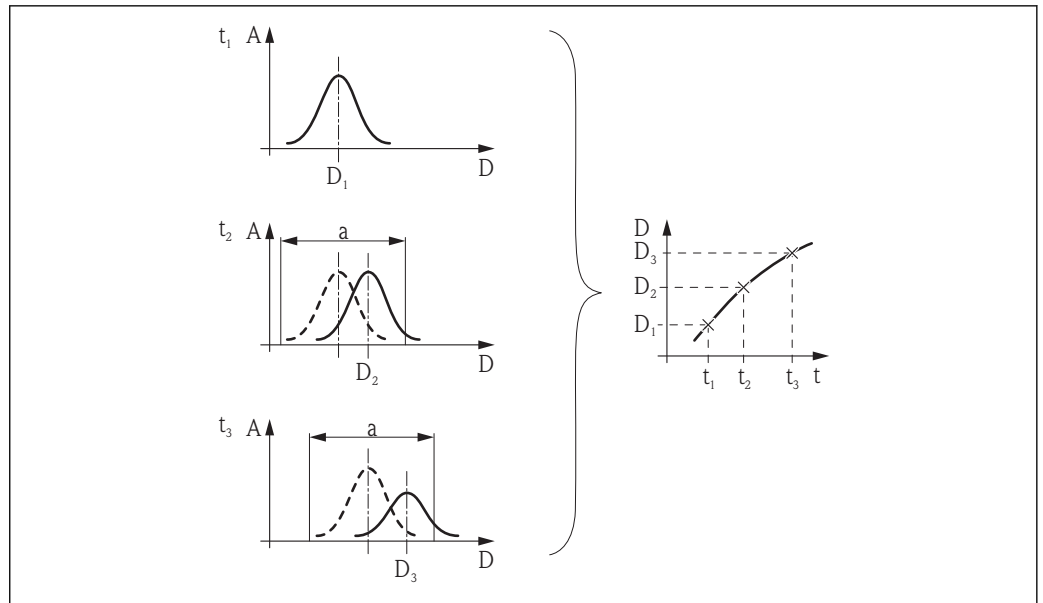 t₁ A
D
D₁
t₂ A
a
D
D₂
t₃ A
a
D
D₃
D
D₃
D₂
D₁
t₁ t₂ t₃ t